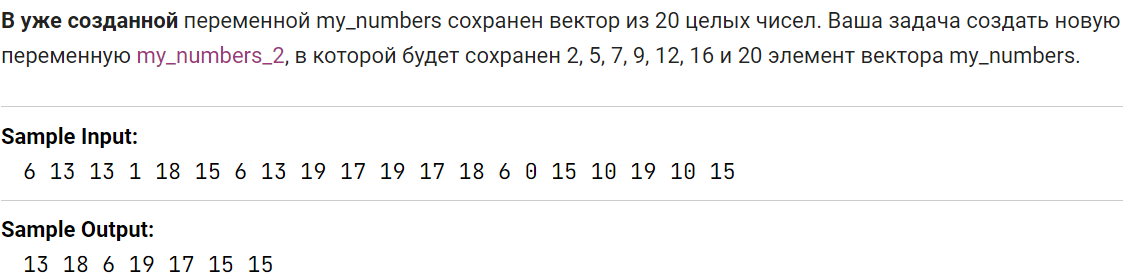 В уже созданной переменной my_numbers сохранен вектор из 20 целых чисел. Ваша задача создать новую
переменную my_numbers_2, в которой будет сохранен 2, 5, 7, 9, 12, 16 и 20 элемент вектора my_numbers.
Sample Input:
6 13 13 1 18 15 6 13 19 17 19 17 18 6 0 15 10 19 10 15
Sample Output:
13 18 6 19 17 15 15